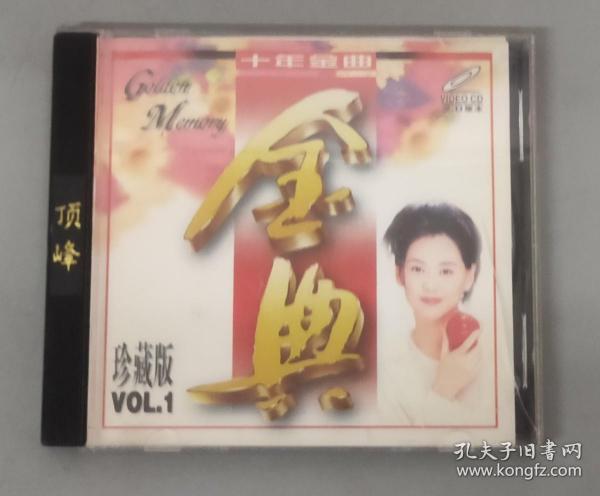 十年金曲
Golden
Memory
VIDEO CD
金典
珍藏版
VOL.1
顶峰
孔夫子旧书网
www.kongfz.com